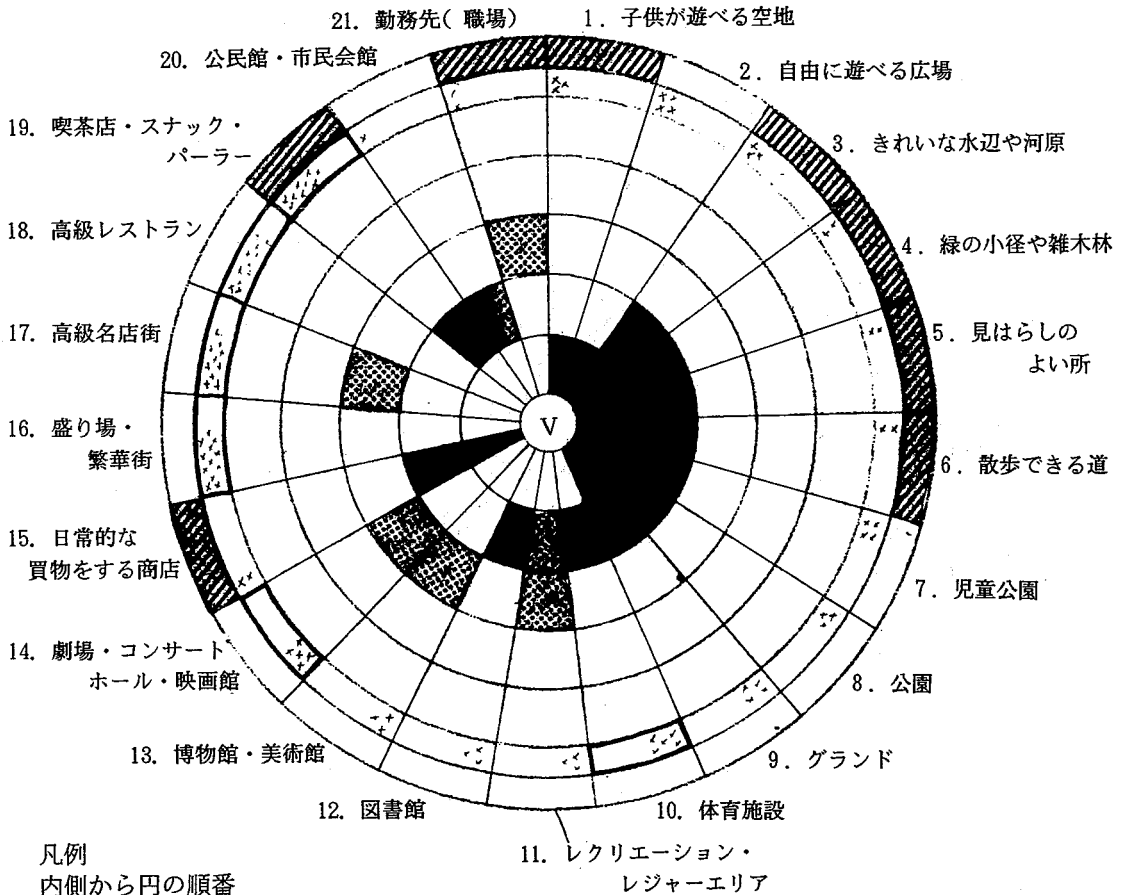 21. 勤務先( 職場)
1. 子供が遊べる空地
20. 公民館・市民会館
2. 自由に遊べる広場
19. 喫茶店・スナック・
パーラー
3. きれいな水辺や河原
18. 高級レストラン
4. 緑の小径や雑木林
17. 高級名店街
5. 見はらしの
よい所
V
16. 盛り場・
繁華街
6. 散歩できる道
15. 日常的な
買物をする商店
7. 児童公園
14. 劇場・コンサート
ホール・映画館
8. 公園
13. 博物館・美術館
9. グランド
12. 図書館
10. 体育施設
11. レクリエーション・
レジャーエリア
凡例
内側から円の順番